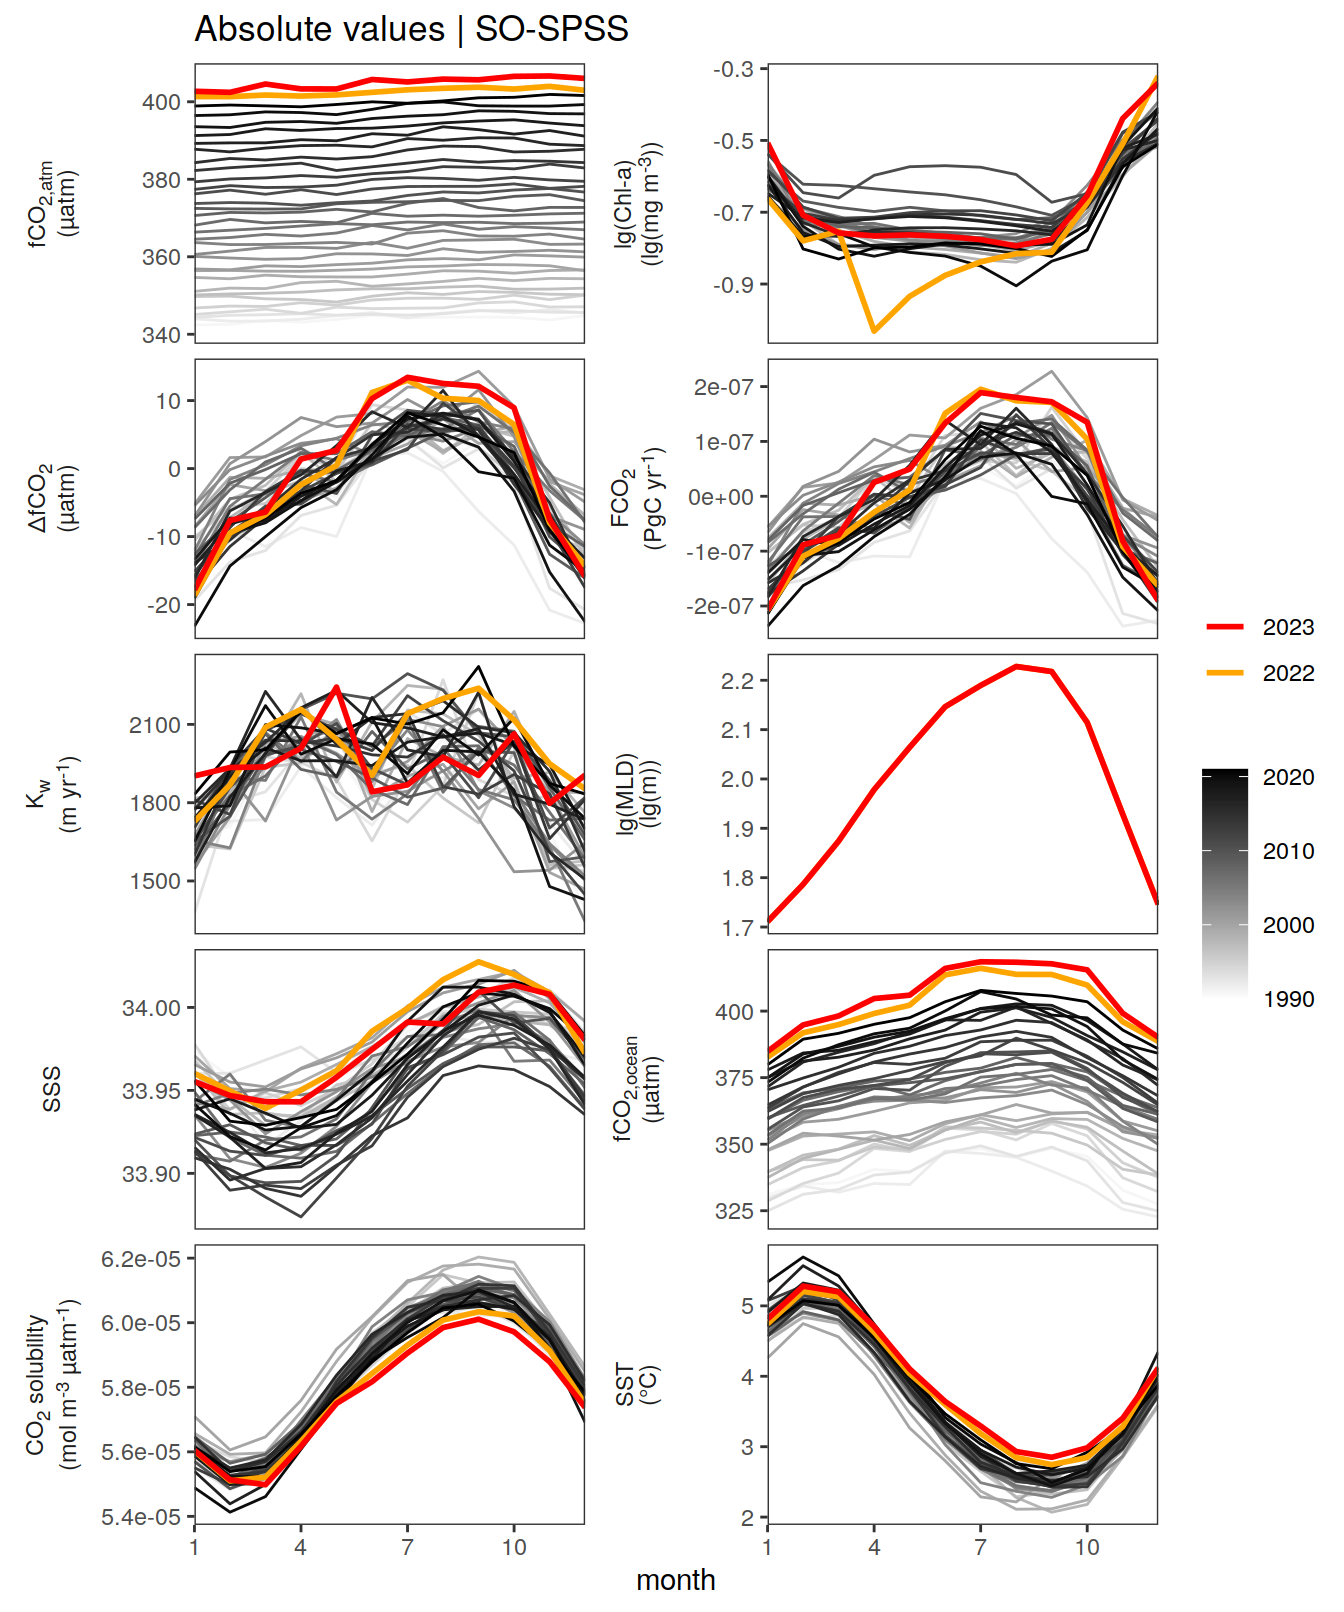 Absolute values | SO-SPSS
fCO2,atm
(µatm)
400
380
360
340
lg(Chl-a)
(lg(mg m-3))
-0.3
-0.5
-0.7
-0.9
ΔfCO2
(µatm)
10
0
-10
-20
FCO2
(PgC yr-1)
2e-07
1e-07
0e+00
-1e-07
-2e-07
Kw
(m yr-1)
2100
1800
1500
lg(MLD)
(lg(m))
2.2
2.1
2.0
1.9
1.8
1.7
SSS
34.00
33.95
33.90
fCO2,ocean
(µatm)
400
375
350
325
CO2 solubility
(mol m-3 µatm-1)
6.2e-05
6.0e-05
5.8e-05
5.6e-05
5.4e-05
SST
(°C)
5
4
3
2
1 4 7 10
1 4 7 10
month
2023
2022
2020
2010
2000
1990